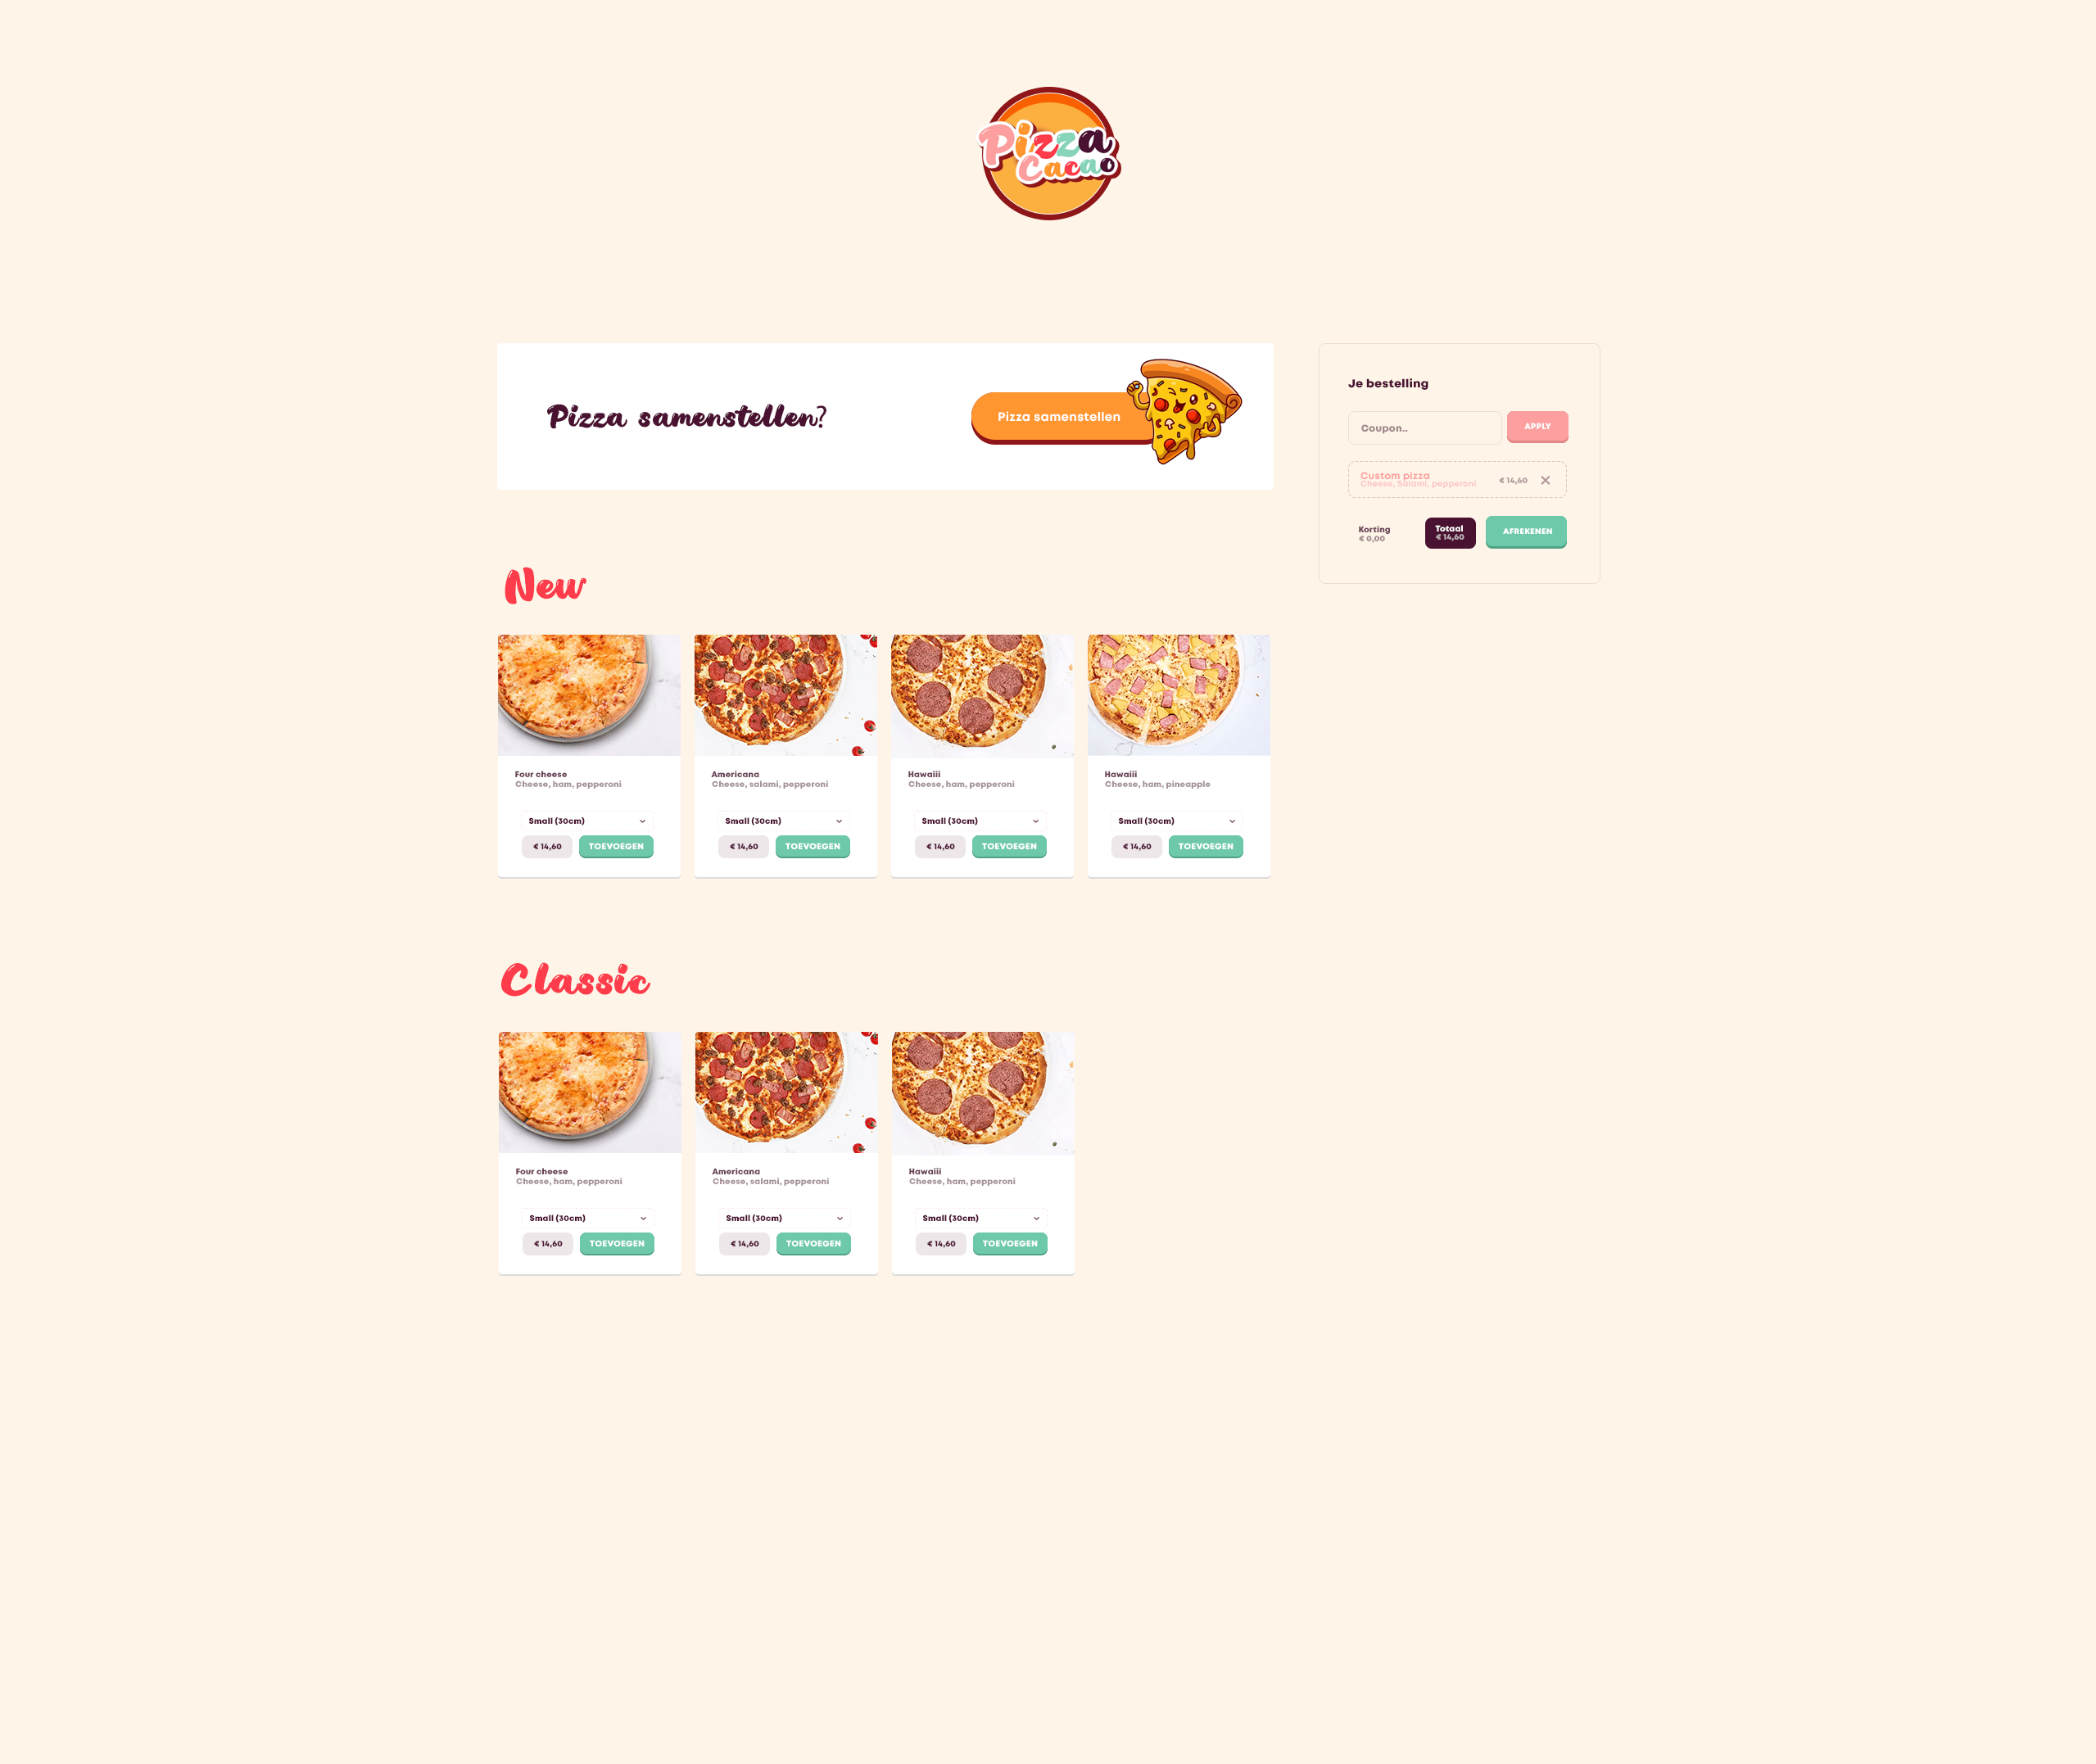 Pizza
Cacao
Pizza samenstellen?
Pizza samenstellen
Je bestelling
Coupon..
APPLY
Custom pizza
Cheese, Salami, pepperoni
€ 14,60
Korting
€ 0,00
Totaal
€ 14,60
AFREKENEN
New
Four cheese
Cheese, ham, pepperoni
Small (30cm)
€ 14,60
TOEVOEGEN
Americana
Cheese, salami, pepperoni
Small (30cm)
€ 14,60
TOEVOEGEN
Hawaiii
Cheese, ham, pepperoni
Small (30cm)
€ 14,60
TOEVOEGEN
Hawaiii
Cheese, ham, pineapple
Small (30cm)
€ 14,60
TOEVOEGEN
Classic
Four cheese
Cheese, ham, pepperoni
Small (30cm)
€ 14,60
TOEVOEGEN
Americana
Cheese, salami, pepperoni
Small (30cm)
€ 14,60
TOEVOEGEN
Hawaiii
Cheese, ham, pepperoni
Small (30cm)
€ 14,60
TOEVOEGEN